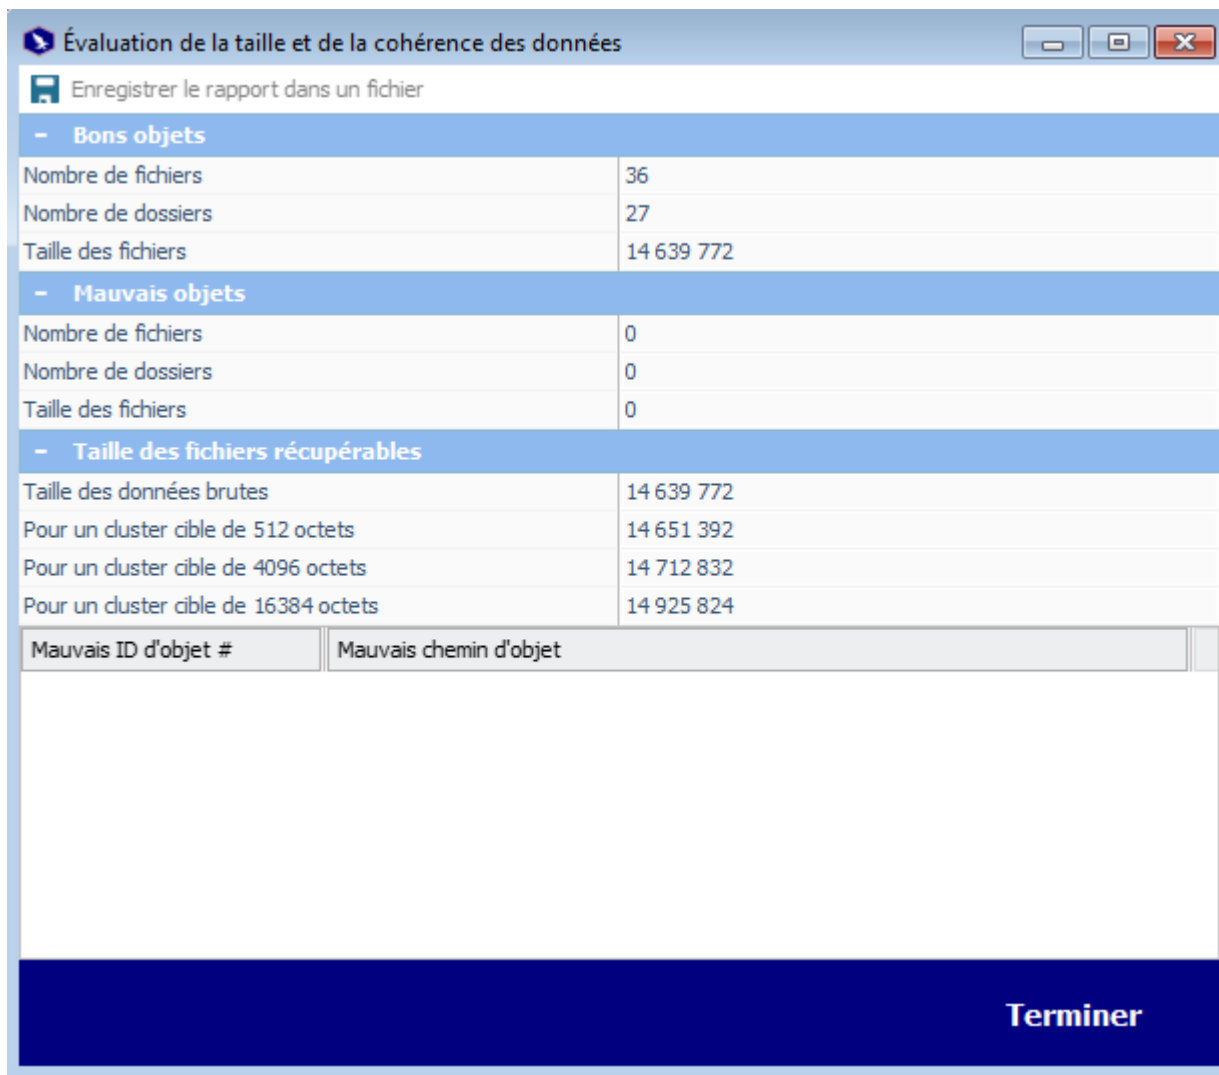 Évaluation de la taille et de la cohérence des données
Enregistrer le rapport dans un fichier
− Bons objets
Nombre de fichiers 36
Nombre de dossiers 27
Taille des fichiers 14 639 772
− Mauvais objets
Nombre de fichiers 0
Nombre de dossiers 0
Taille des fichiers 0
− Taille des fichiers récupérables
Taille des données brutes 14 639 772
Pour un cluster cible de 512 octets 14 651 392
Pour un cluster cible de 4096 octets 14 712 832
Pour un cluster cible de 16384 octets 14 925 824
Mauvais ID d'objet # Mauvais chemin d'objet
Terminer